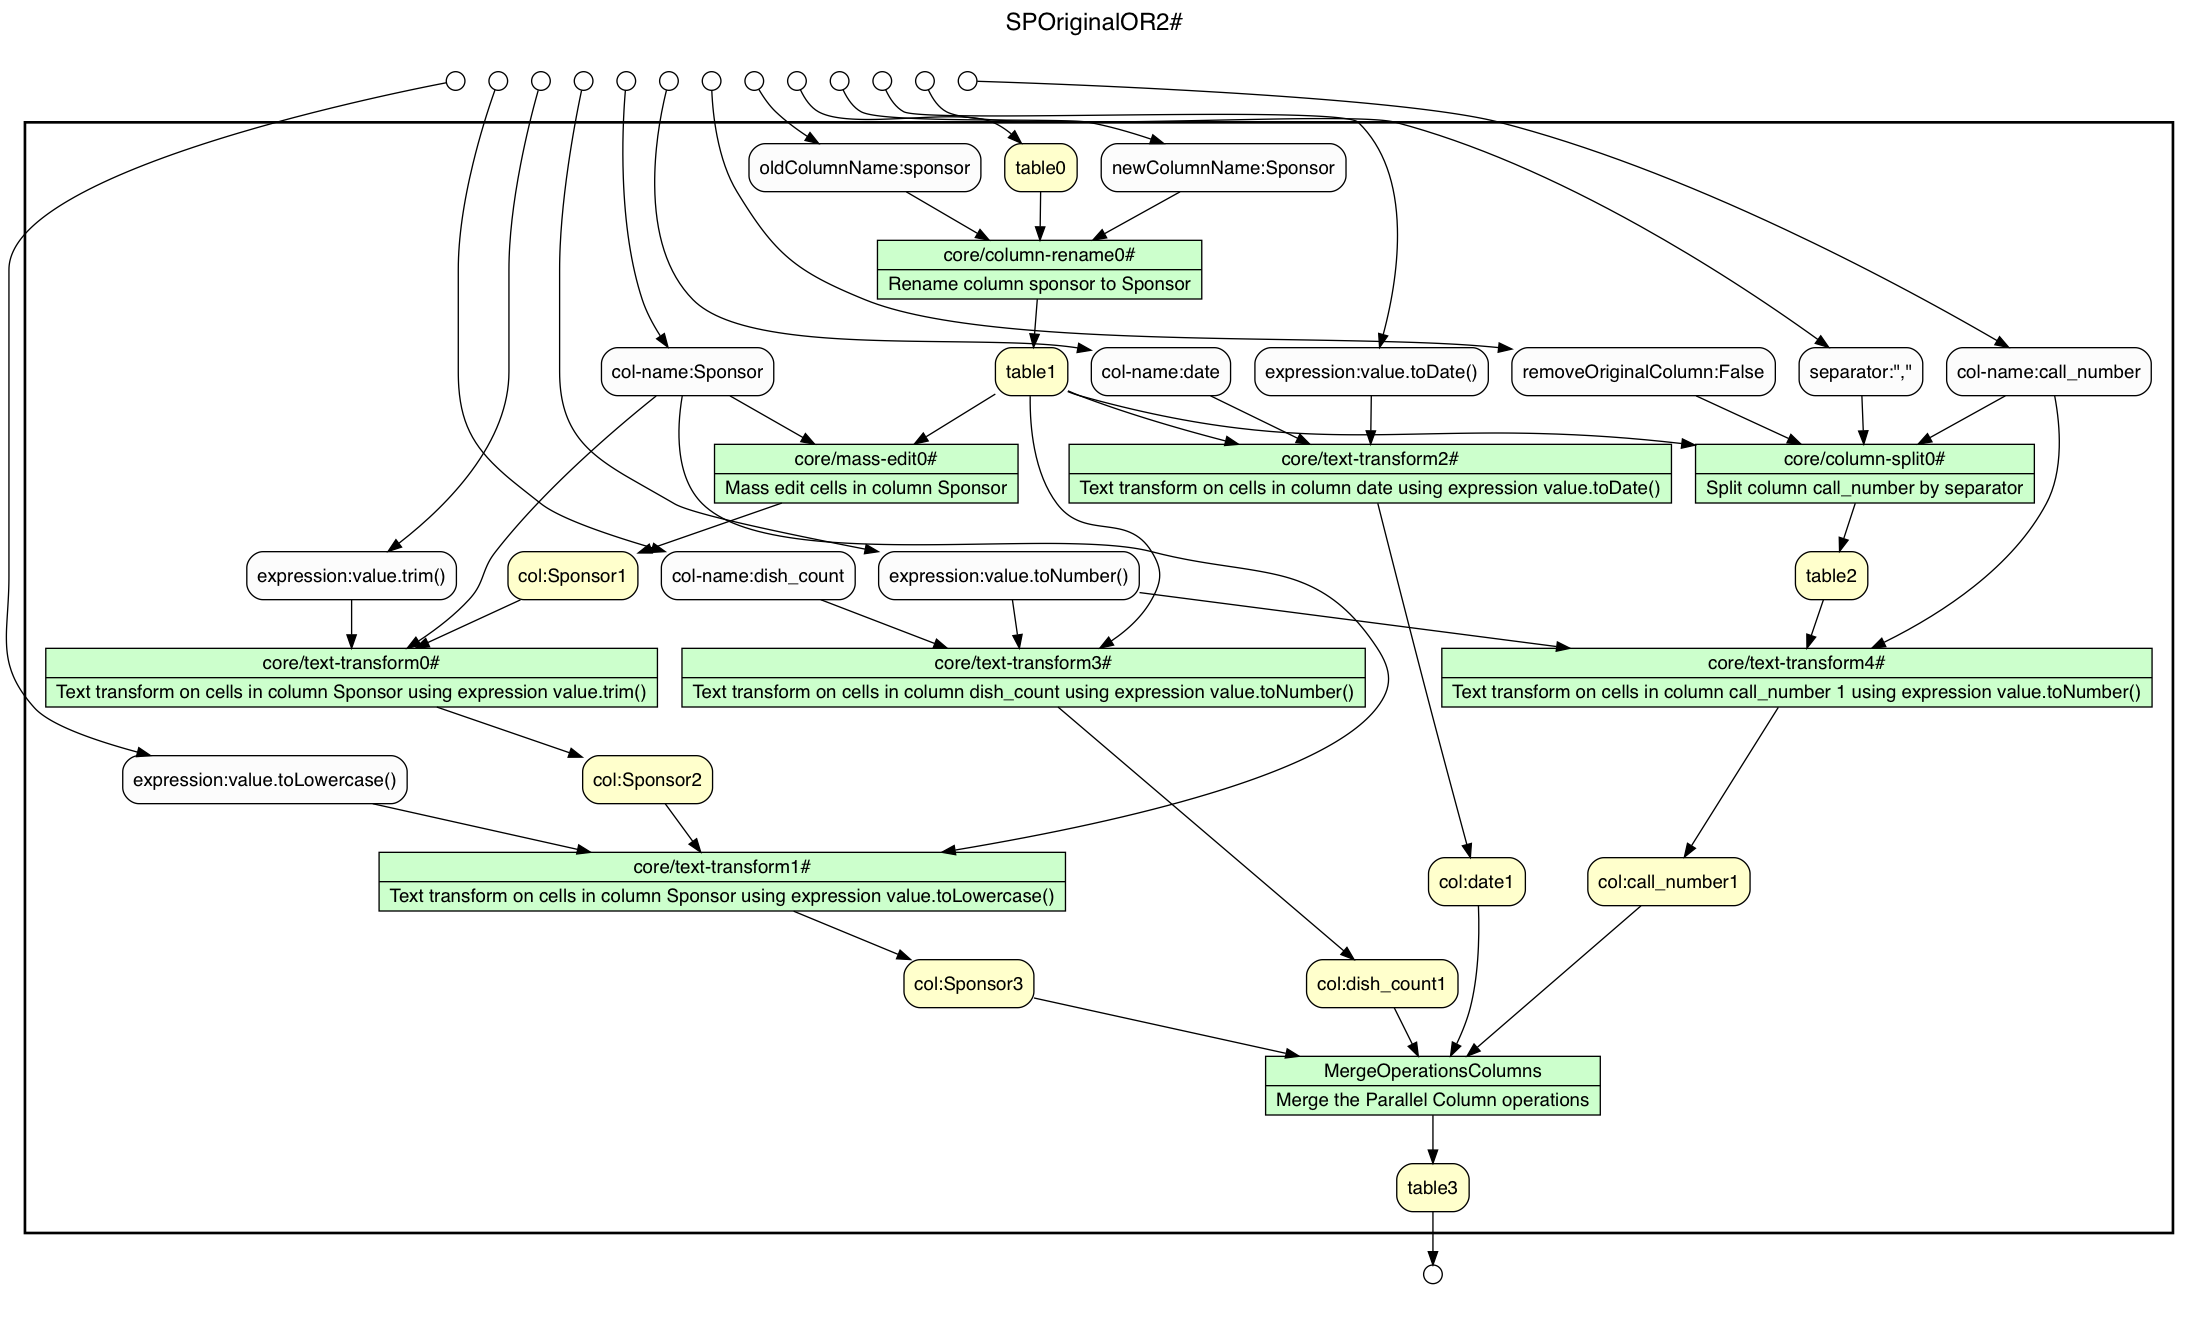 SPOriginalOR2#
oldColumnName:sponsor
table0
newColumnName:Sponsor
core/column-rename0#
Rename column sponsor to Sponsor
col-name:Sponsor
table1
col-name:date
expression:value.toDate()
removeOriginalColumn:False
separator:","
col-name:call_number
core/mass-edit0#
Mass edit cells in column Sponsor
core/text-transform2#
Text transform on cells in column date using expression value.toDate()
core/column-split0#
Split column call_number by separator
expression:value.trim()
col:Sponsor1
col-name:dish_count
expression:value.toNumber()
table2
core/text-transform0#
Text transform on cells in column Sponsor using expression value.trim()
core/text-transform3#
Text transform on cells in column dish_count using expression value.toNumber()
core/text-transform4#
Text transform on cells in column call_number 1 using expression value.toNumber()
expression:value.toLowercase()
col:Sponsor2
core/text-transform1#
Text transform on cells in column Sponsor using expression value.toLowercase()
col:date1
col:call_number1
col:Sponsor3
col:dish_count1
MergeOperationsColumns
Merge the Parallel Column operations
table3